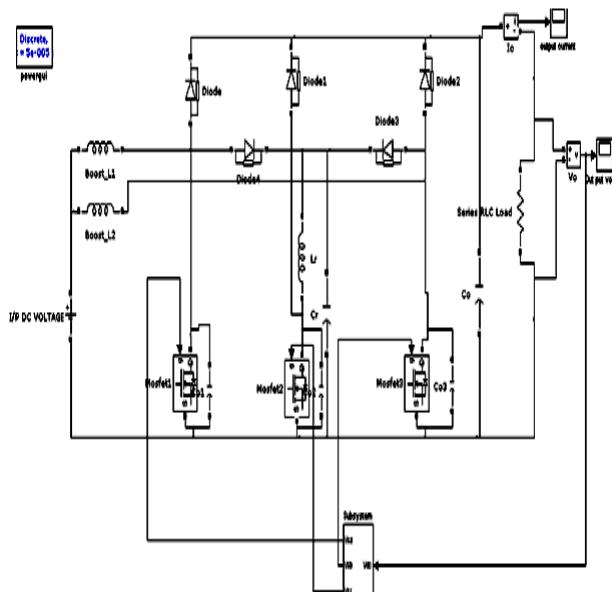 Discrete,
= 5e-005
powergui
Io
output current
Diode
Diode1
Diode2
Diode3
Diode4
Boost_L1
Boost_L2
Vo
Series RLC Load
Lr
Cr
Co
I/P DC VOLTAGE
Mosfet1
Mosfet2
Mosfet3
Co3
Subsystem